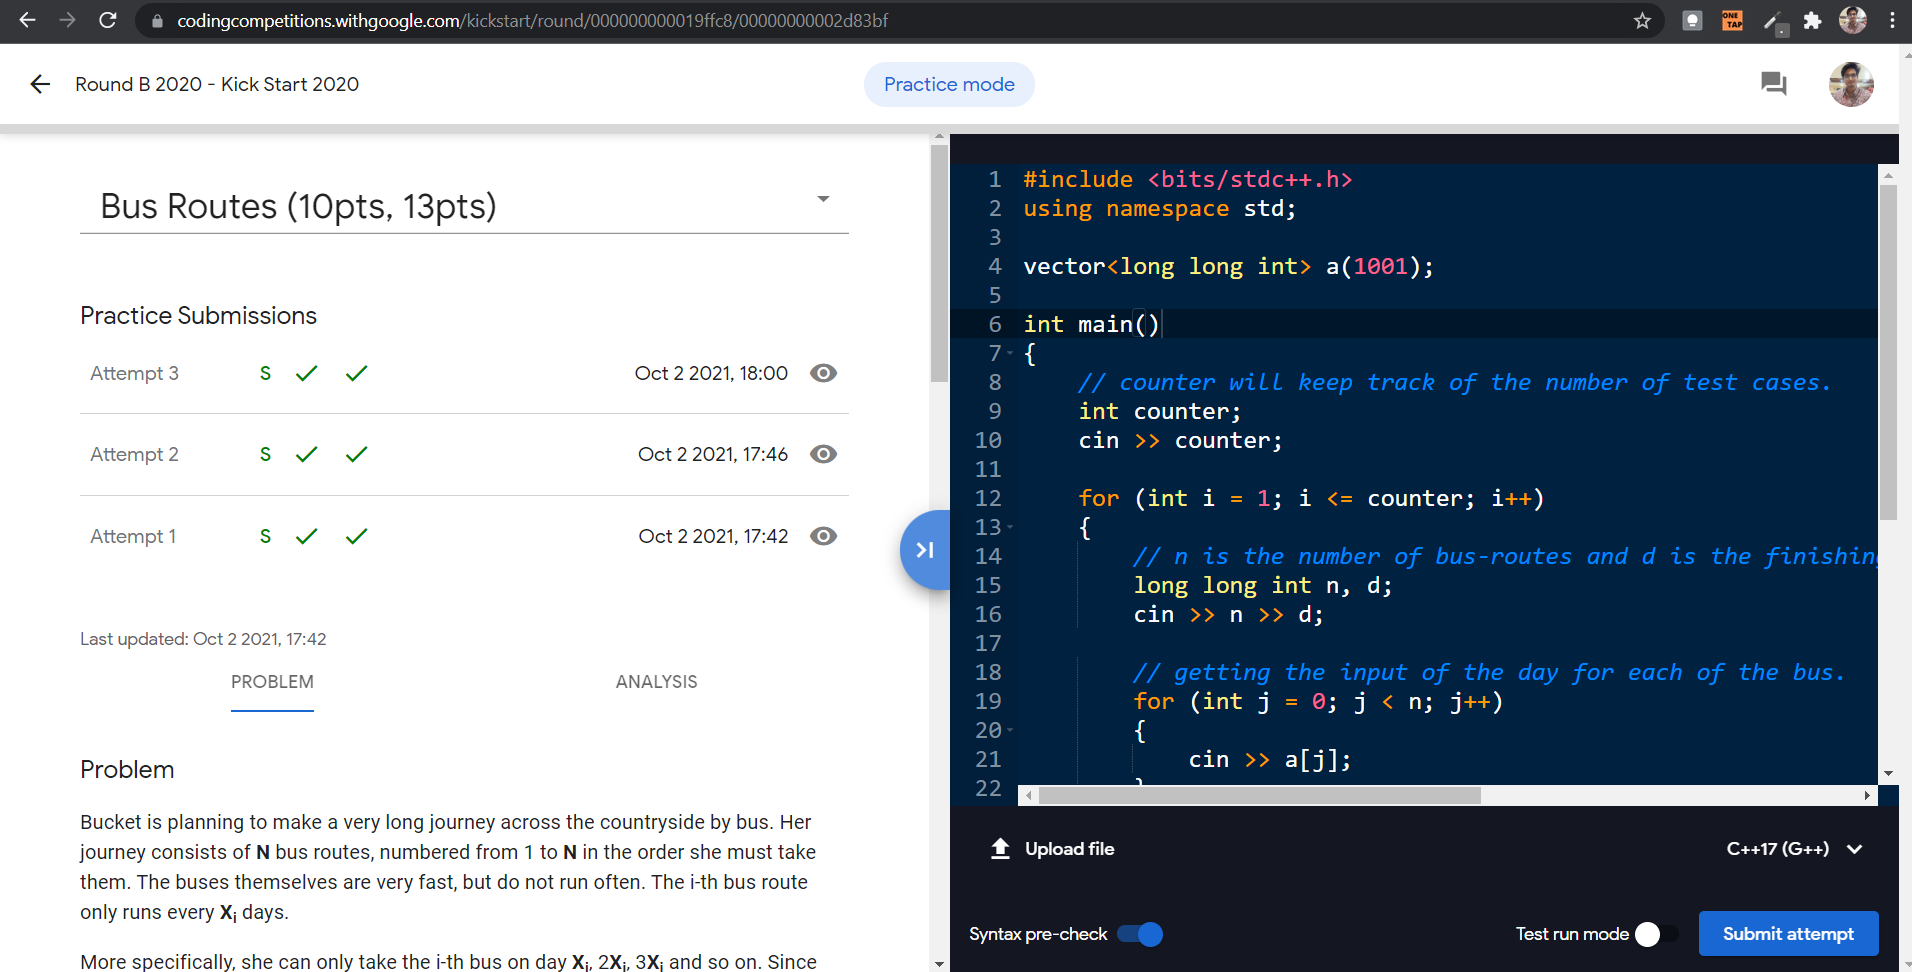 codingcompetitions.withgoogle.com/kickstart/round/000000000019ffc8/00000000002d83bf
ONE
TAP
Round B 2020 - Kick Start 2020
Practice mode
Bus Routes (10pts, 13pts)
Practice Submissions
Attempt 3 S Oct 2 2021, 18:00
Attempt 2 S Oct 2 2021, 17:46
Attempt 1 S Oct 2 2021, 17:42
Last updated: Oct 2 2021, 17:42
PROBLEM ANALYSIS
Problem
Bucket is planning to make a very long journey across the countryside by bus. Her
journey consists of N bus routes, numbered from 1 to N in the order she must take
them. The buses themselves are very fast, but do not run often. The i-th bus route
only runs every Xi days.
More specifically, she can only take the i-th bus on day Xi, 2Xi, 3Xi and so on. Since
1 #include <bits/stdc++.h>
2 using namespace std;
3
4 vector<long long int> a(1001);
5
6 int main()
7 {
8 // counter will keep track of the number of test cases.
9 int counter;
10 cin >> counter;
11
12 for (int i = 1; i <= counter; i++)
13 {
14 // n is the number of bus-routes and d is the finishing
15 long long int n, d;
16 cin >> n >> d;
17
18 // getting the input of the day for each of the bus.
19 for (int j = 0; j < n; j++)
20 {
21 cin >> a[j];
22 }
Upload file
C++17 (G++)
Syntax pre-check
Test run mode
Submit attempt